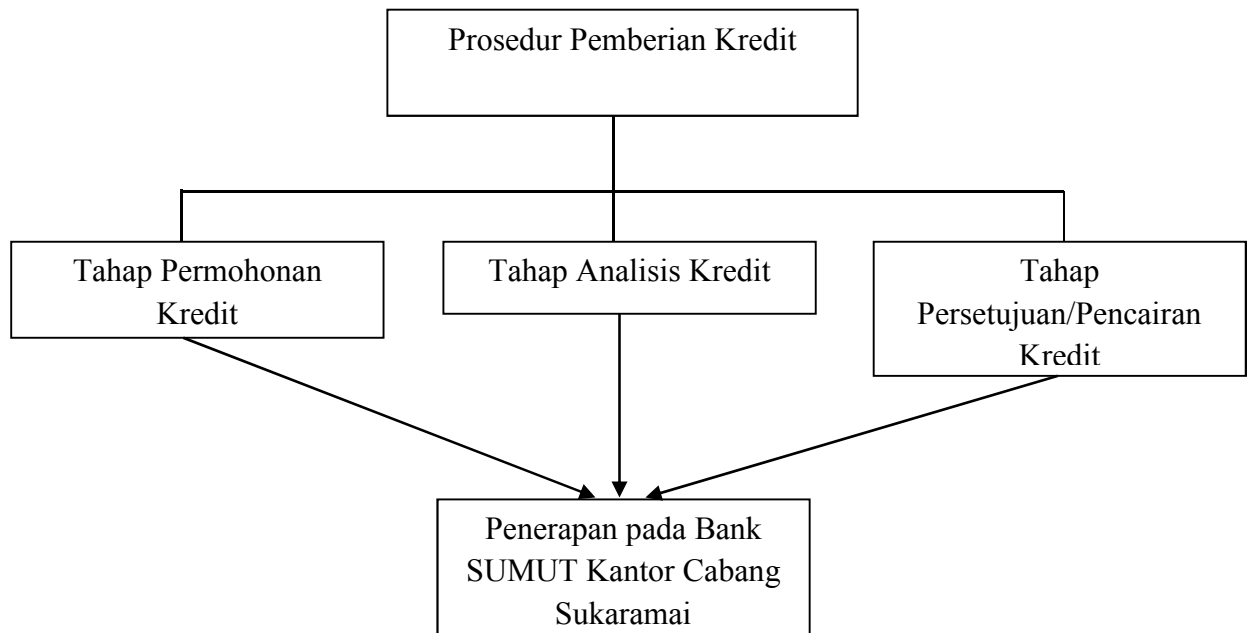 Prosedur Pemberian Kredit
Tahap Permohonan
Kredit
Tahap Analisis Kredit
Tahap
Persetujuan/Pencairan
Kredit
Penerapan pada Bank
SUMUT Kantor Cabang
Sukaramai